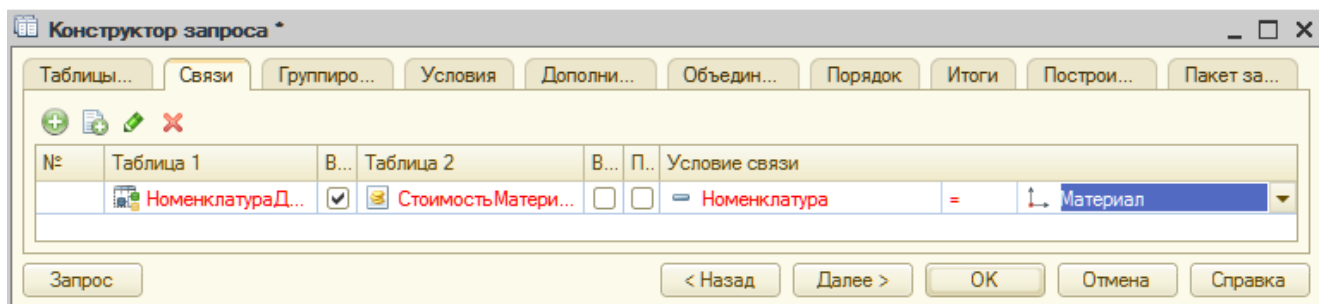 Конструктор запроса *
Таблицы... Связи Группиро... Условия Дополни... Объедин... Порядок Итоги Построи... Пакет за...
№ Таблица 1 В... Таблица 2 В... П... Условие связи
НоменклатураД... СтоимостьМатери... Номенклатура = Материал
Запрос < Назад Далее > OK Отмена Справка